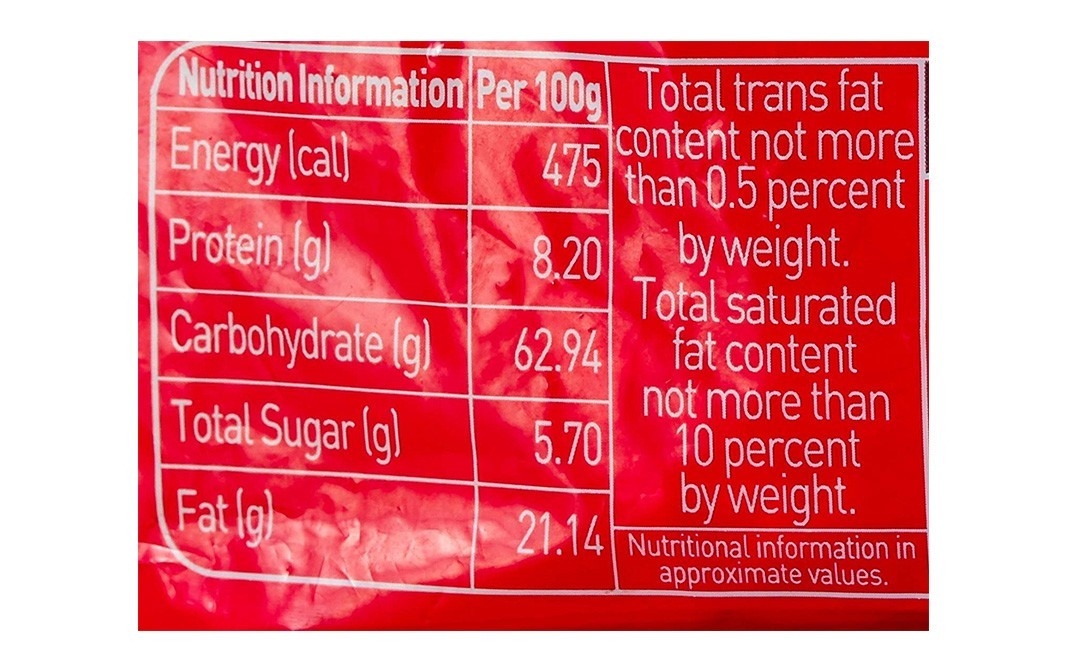 Nutrition Information Per 100g
Energy (cal) 475
Protein (g) 8.20
Carbohydrate (g) 62.94
Total Sugar (g) 5.70
Fat (g) 21.14
Total trans fat
content not more
than 0.5 percent
by weight.
Total saturated
fat content
not more than
10 percent
by weight.
Nutritional information in
approximate values.